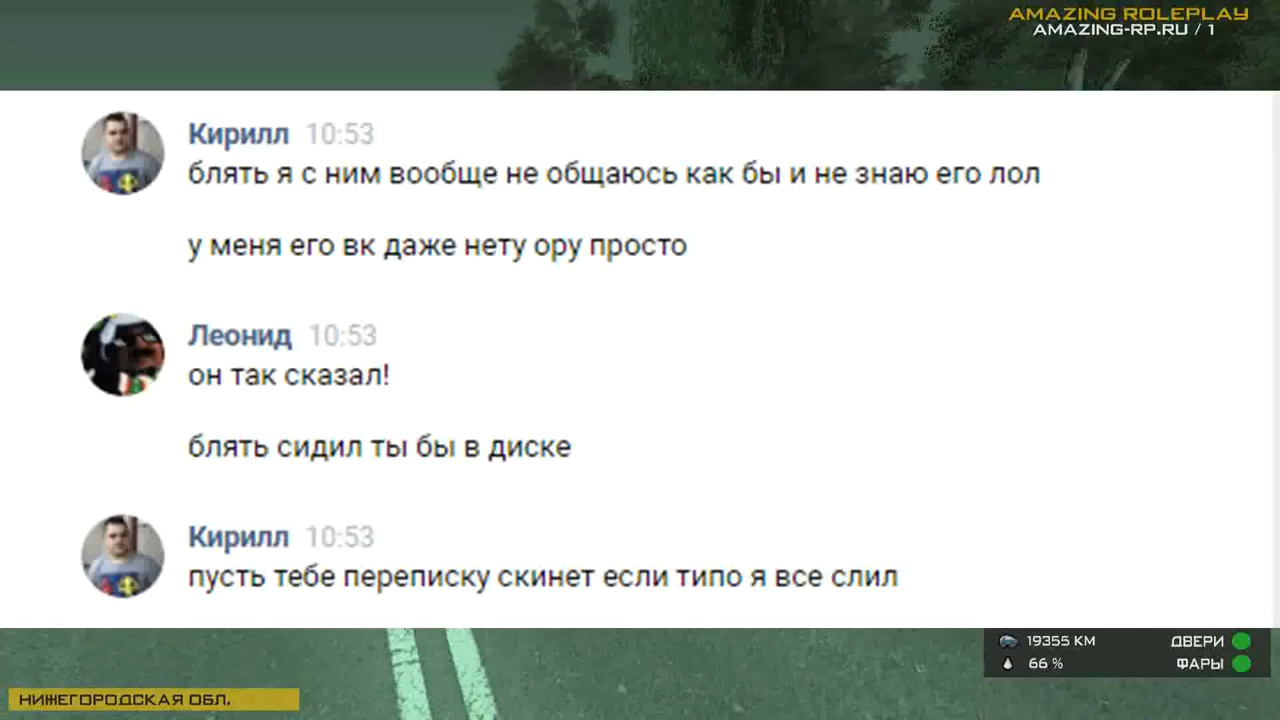 AMAZING ROLEPLAY
AMAZING-RP.RU / 1
Кирилл 10:53
блять я с ним вообще не общаюсь как бы и не знаю его лол
у меня его вк даже нету ору просто
Леонид 10:53
он так сказал!
блять сидил ты бы в диске
Кирилл 10:53
пусть тебе переписку скинет если типо я все слил
19355 КМ ДВЕРИ
66 % ФАРЫ
НИЖЕГОРОДСКАЯ ОБЛ.